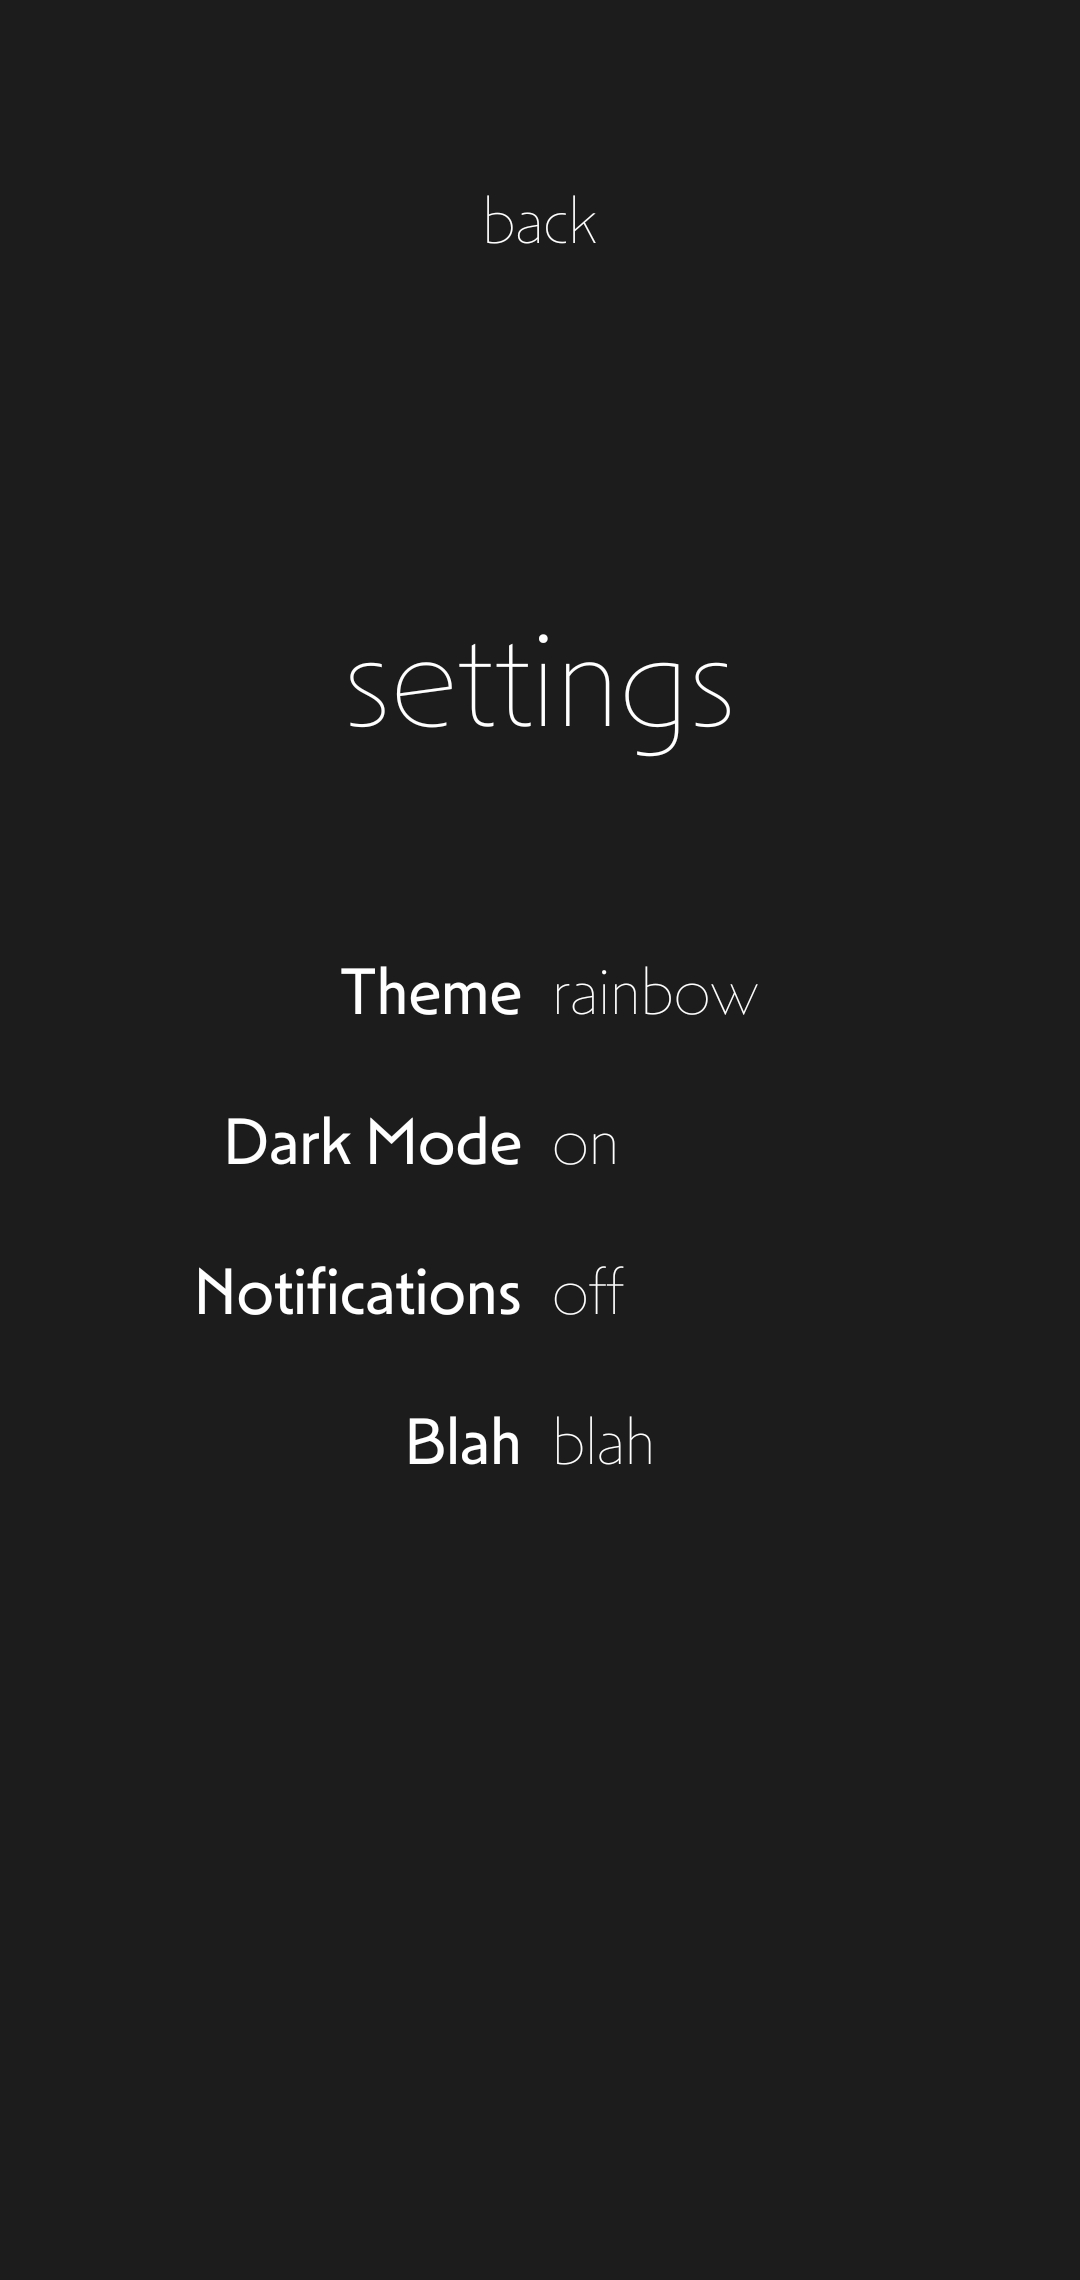 back
settings
Theme rainbow
Dark Mode on
Notifications off
Blah blah